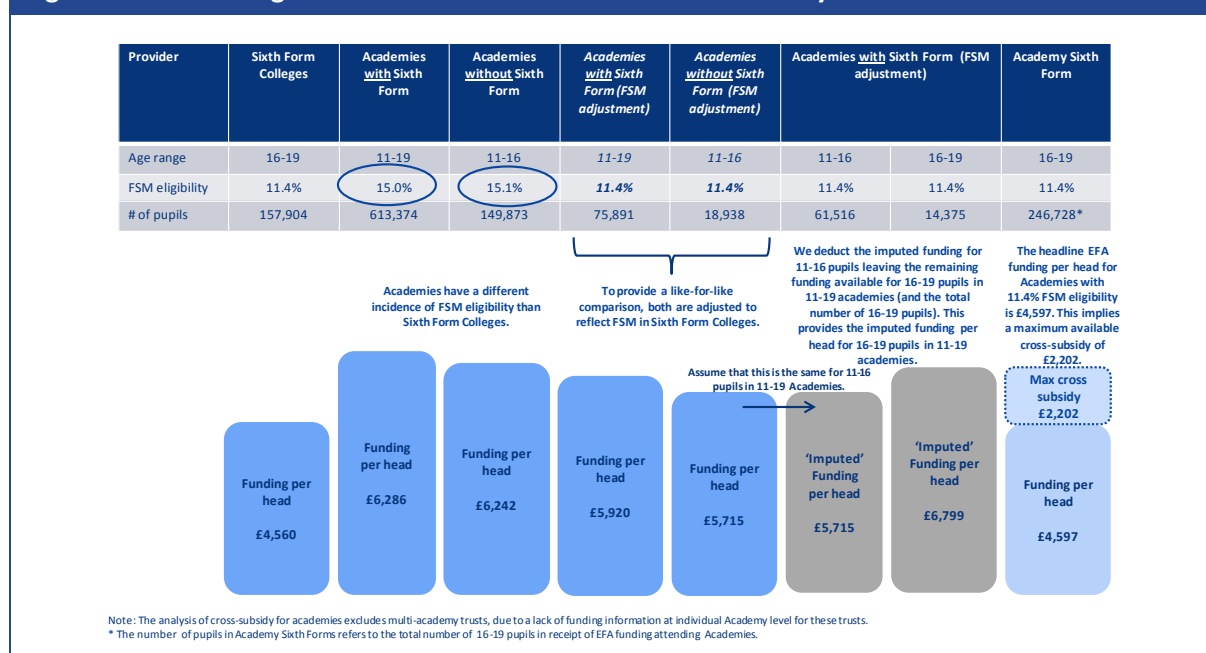 Provider
Sixth Form
Colleges
Academies
with Sixth
Form
Academies
without Sixth
Form
Academies
with Sixth
Form (FSM
adjustment)
Academies
without Sixth
Form (FSM
adjustment)
Academies with Sixth Form (FSM
adjustment)
Academy Sixth
Form
Age range 16-19 11-19 11-16 11-19 11-16 11-16 16-19 16-19
FSM eligibility 11.4% 15.0% 15.1% 11.4% 11.4% 11.4% 11.4% 11.4%
# of pupils 157,904 613,374 149,873 75,891 18,938 61,516 14,375 246,728*
Academies have a different
incidence of FSM eligibility than
Sixth Form Colleges.
To provide a like-for-like
comparison, both are adjusted to
reflect FSM in Sixth Form Colleges.
We deduct the imputed funding for
11-16 pupils leaving the remaining
funding available for 16-19 pupils in
11-19 academies (and the total
number of 16-19 pupils). This
provides the imputed funding per
head for 16-19 pupils in 11-19
academies.
The headline EFA
funding per head for
Academies with
11.4% FSM eligibility
is £4,597. This implies
a maximum available
cross-subsidy of
£2,202.
Assume that this is the same for 11-16
pupils in 11-19 Academies.
Funding per
head
£4,560
Funding
per head
£6,286
Funding per
head
£6,242
Funding per
head
£5,920
Funding per
head
£5,715
'Imputed'
Funding
per head
£5,715
'Imputed'
Funding per
head
£6,799
Max cross
subsidy
£2,202
Funding per
head
£4,597
Note: The analysis of cross-subsidy for academies excludes multi-academy trusts, due to a lack of funding information at individual Academy level for these trusts.
* The number of pupils in Academy Sixth Forms refers to the total number of 16-19 pupils in receipt of EFA funding attending Academies.